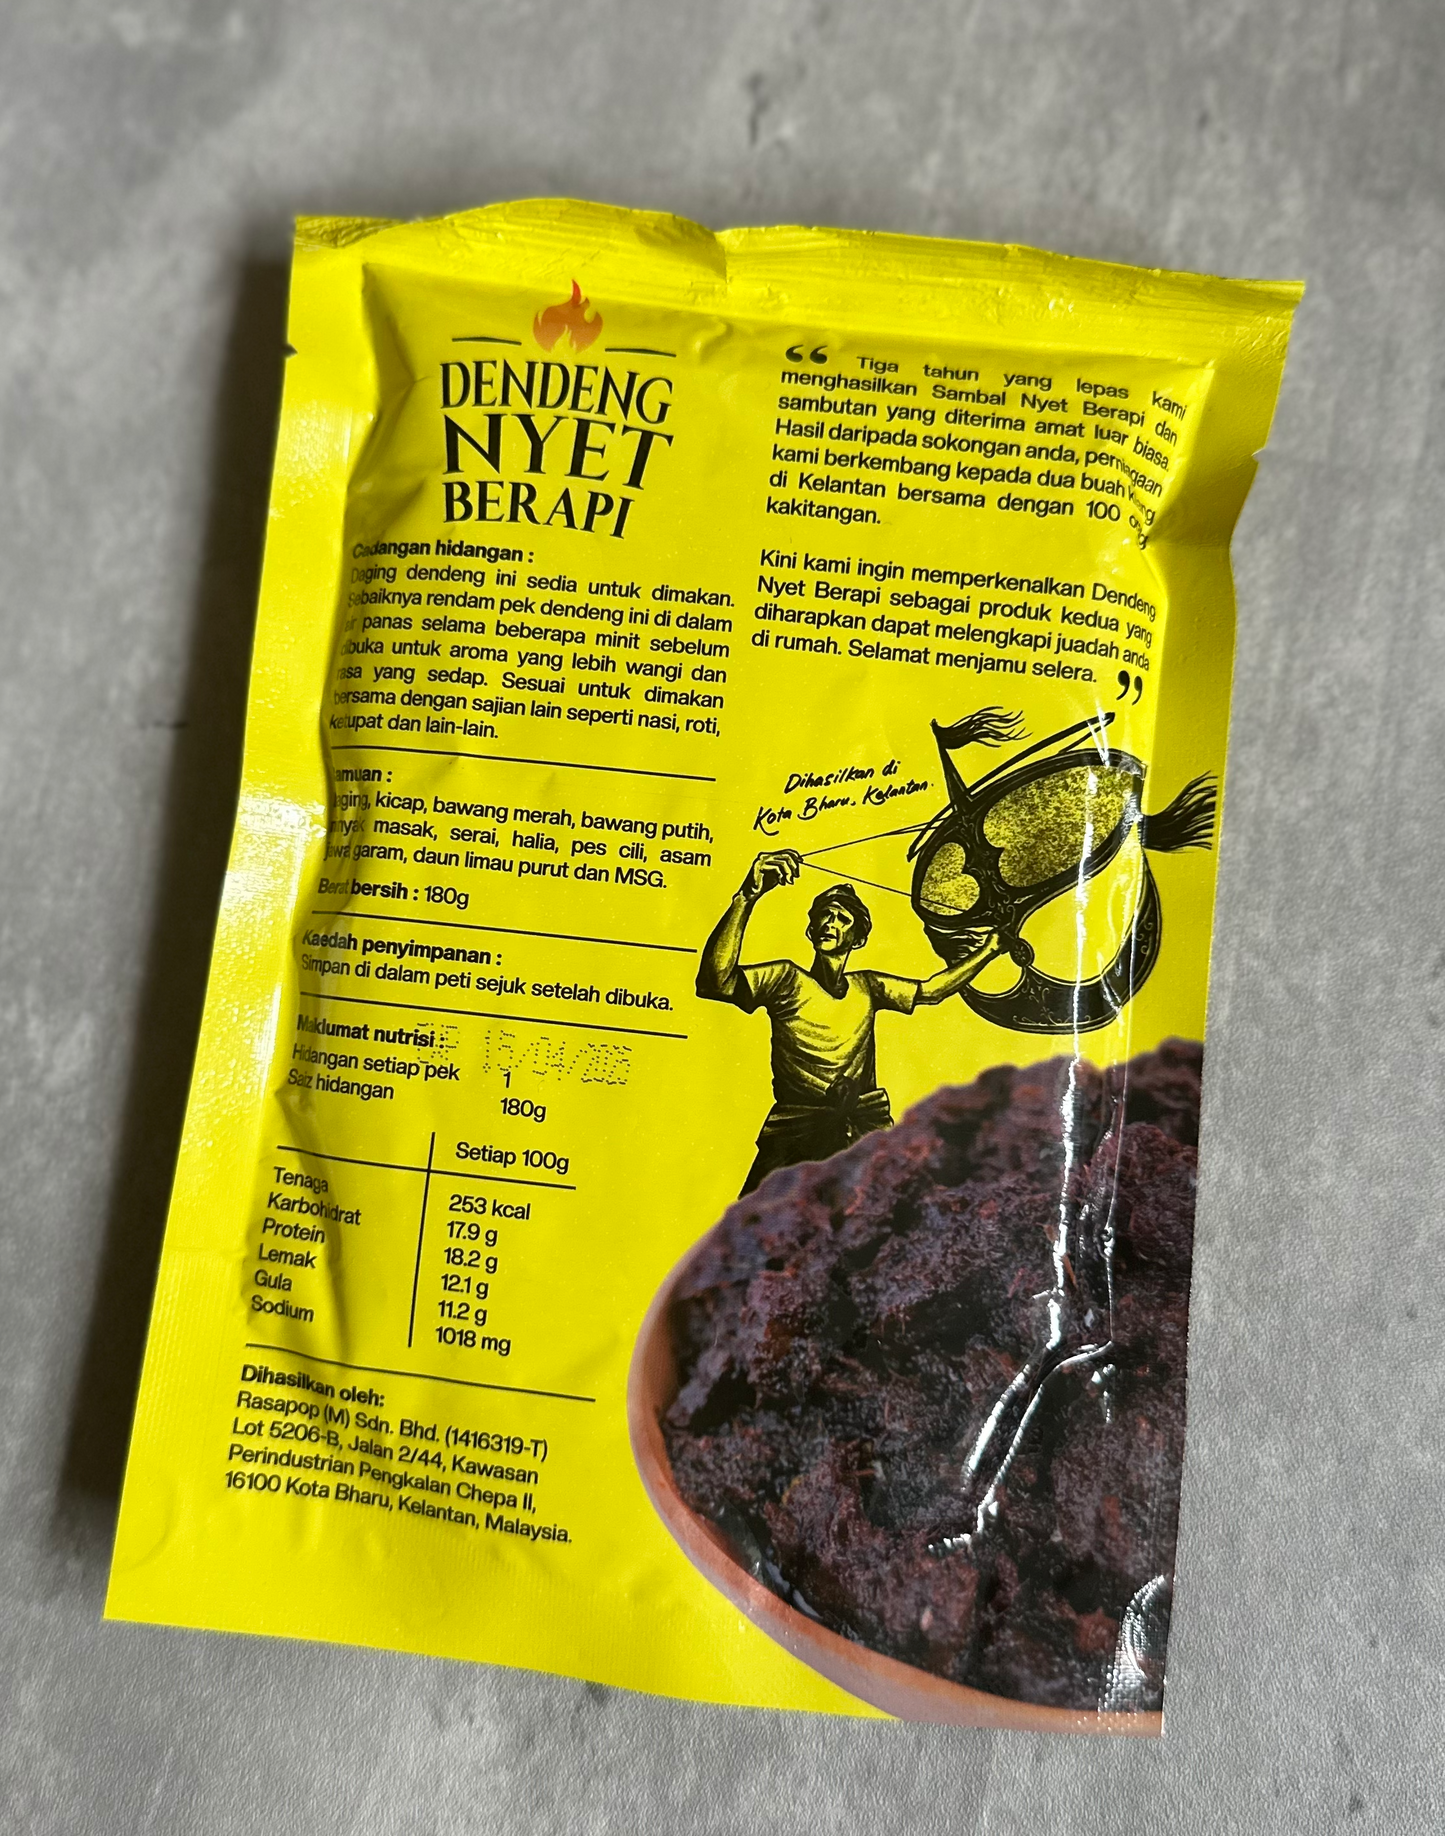 DENDENG
NYET
BERAPI
Cadangan hidangan :
Daging dendeng ini sedia untuk dimakan.
Sebaiknya rendam pek dendeng ini di dalam
air panas selama beberapa minit sebelum
dibuka untuk aroma yang lebih wangi dan
rasa yang sedap. Sesuai untuk dimakan
bersama dengan sajian lain seperti nasi, roti,
ketupat dan lain-lain.
amuan :
aging, kicap, bawang merah, bawang putih,
nyak masak, serai, halia, pes cili, asam
jawa garam, daun limau purut dan MSG.
Berat bersih : 180g
Kaedah penyimpanan :
Simpan di dalam peti sejuk setelah dibuka.
Maklumat nutrisi :
Hidangan setiap pek 1
Saiz hidangan 180g
Setiap 100g
Tenaga 253 kcal
Karbohidrat 17.9 g
Protein 18.2 g
Lemak 12.1 g
Gula 11.2 g
Sodium 1018 mg
Dihasilkan oleh:
Rasapop (M) Sdn. Bhd. (1416319-T)
Lot 5206-B, Jalan 2/44, Kawasan
Perindustrian Pengkalan Chepa II,
16100 Kota Bharu, Kelantan, Malaysia.
“ Tiga tahun yang lepas kami
menghasilkan Sambal Nyet Berapi dan
sambutan yang diterima amat luar biasa.
Hasil daripada sokongan anda, perniagaan
kami berkembang kepada dua buah
di Kelantan bersama dengan 100
kakitangan.
Kini kami ingin memperkenalkan Dendeng
Nyet Berapi sebagai produk kedua yang
diharapkan dapat melengkapi juadah anda
di rumah. Selamat menjamu selera. ”
Dihasilkan di
Kota Bharu, Kelantan.